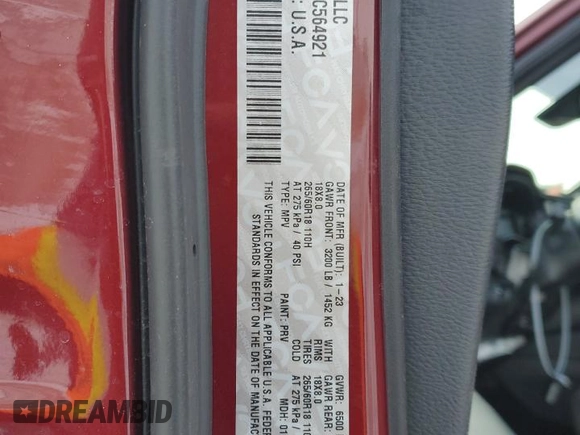 LLC
C564921
: U.S.A.
DATE OF MFR (BUILT): 1-23 GVWR: 6500
GAWR FRONT: 3200 LB / 1452 KG WITH GAWR REAR:
18X8.0 RIMS 18X8.0
265/60R18 110H TIRES 265/60R18 110
AT 275 kPa / 40 PSI COLD AT 275 kPa /
TYPE: MPV PAINT: PRV MDH: 01
THIS VEHICLE CONFORMS TO ALL APPLICABLE U.S.A. FEDER
STANDARDS IN EFFECT ON THE DATE OF MANUFAC
DREAMBID